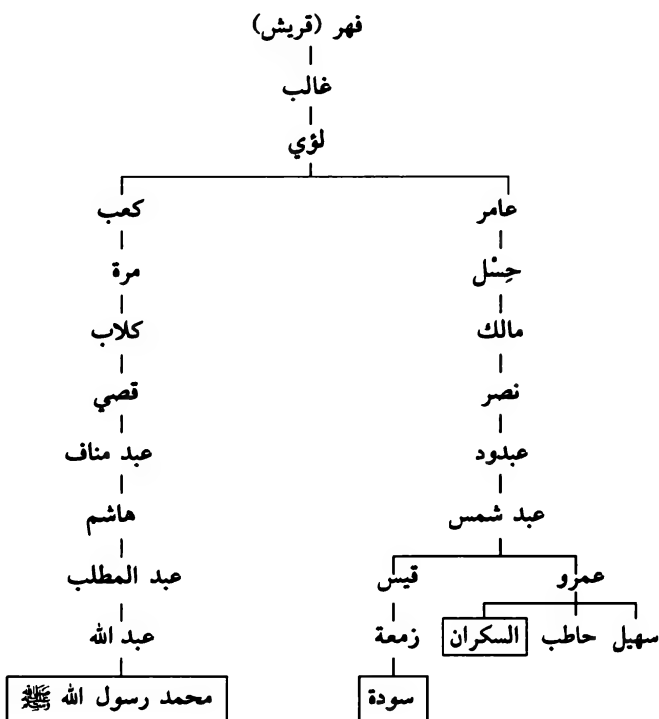 فهر (قريش)
غالب
لؤي
عامر
كعب
حِسْل
مرة
مالك
كلاب
نصر
قصي
عبدود
عبد مناف
عبد شمس
هاشم
عمرو
قيس
عبد المطلب
سهيل
حاطب
السكران
زمعة
عبد الله
سودة
محمد رسول الله ﷺ